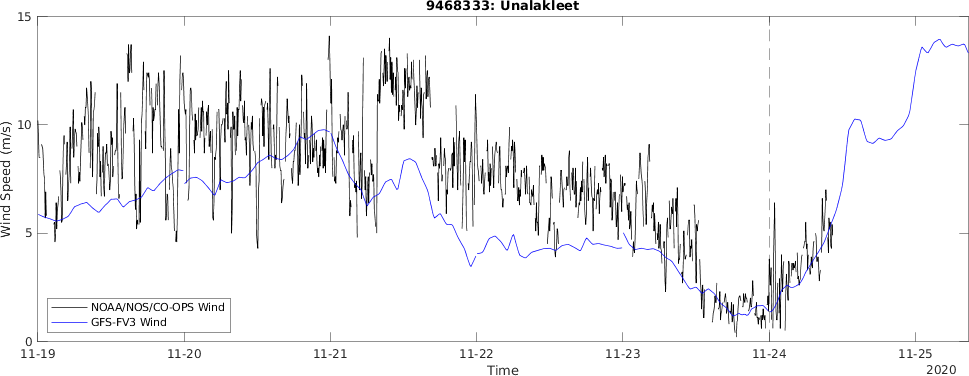 9468333: Unalakleet
15
10
5
0
Wind Speed (m/s)
NOAA/NOS/CO-OPS Wind
GFS-FV3 Wind
11-19 11-20 11-21 11-22 11-23 11-24 11-25
Time
2020